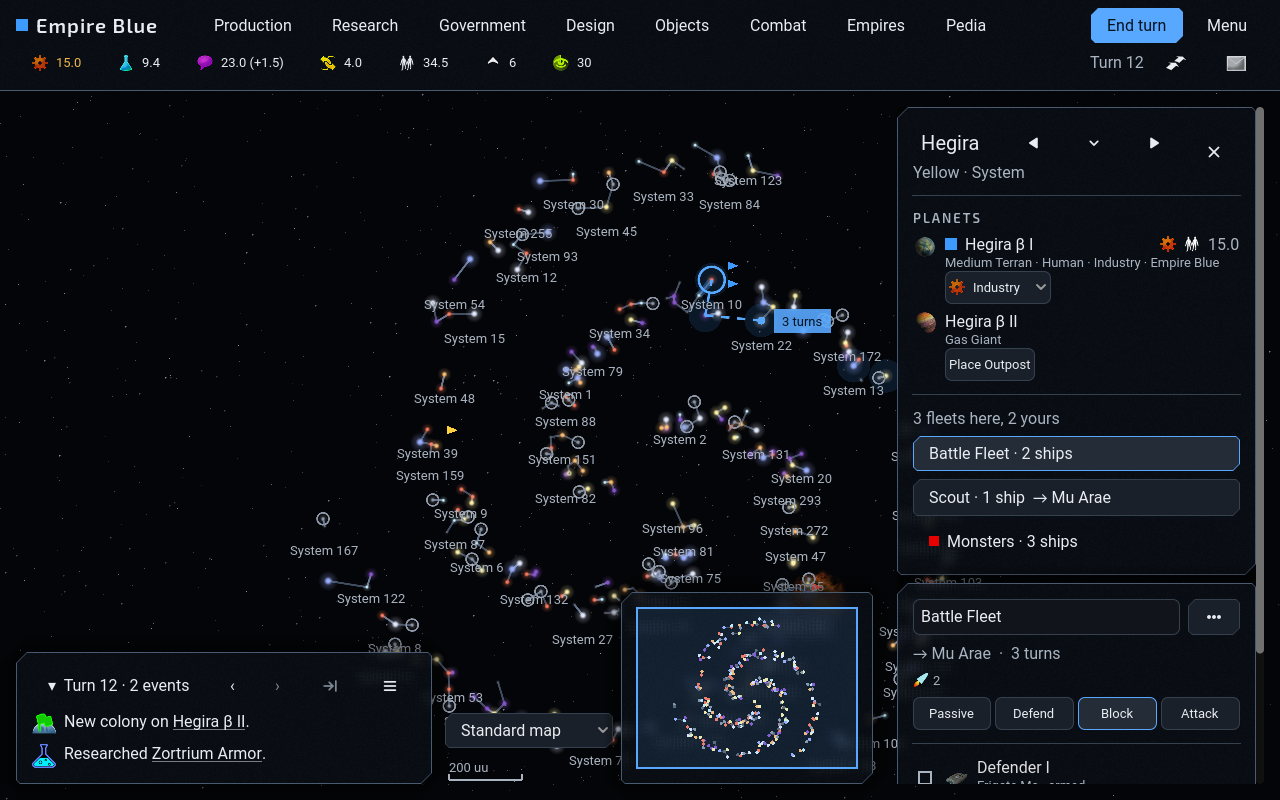 Empire Blue
Production
Research
Government
Design
Objects
Combat
Empires
Pedia
End turn
Menu
15.0
9.4
23.0 (+1.5)
4.0
34.5
6
30
Turn 12
System 123
System 33
System 84
System 30
System 45
System 255
System 93
System 12
System 54
System 10
System 15
System 34
3 turns
System 22
System 172
System 79
System 13
System 1
System 48
System 88
System 2
System 39
System 151
System 131
System 159
System 20
System 82
System 293
System 9
System 96
System 272
System 87
System 81
System 47
System 167
System 6
System 75
System 122
System 132
System 103
System 27
System 8
Hegira
Yellow · System
PLANETS
Hegira β I
15.0
Medium Terran · Human · Industry · Empire Blue
Industry
Hegira β II
Gas Giant
Place Outpost
3 fleets here, 2 yours
Battle Fleet · 2 ships
Scout · 1 ship → Mu Arae
Monsters · 3 ships
Battle Fleet
•••
→ Mu Arae · 3 turns
2
Passive
Defend
Block
Attack
Defender I
▾ Turn 12 · 2 events
New colony on Hegira β II.
Researched Zortrium Armor.
Standard map
200 uu